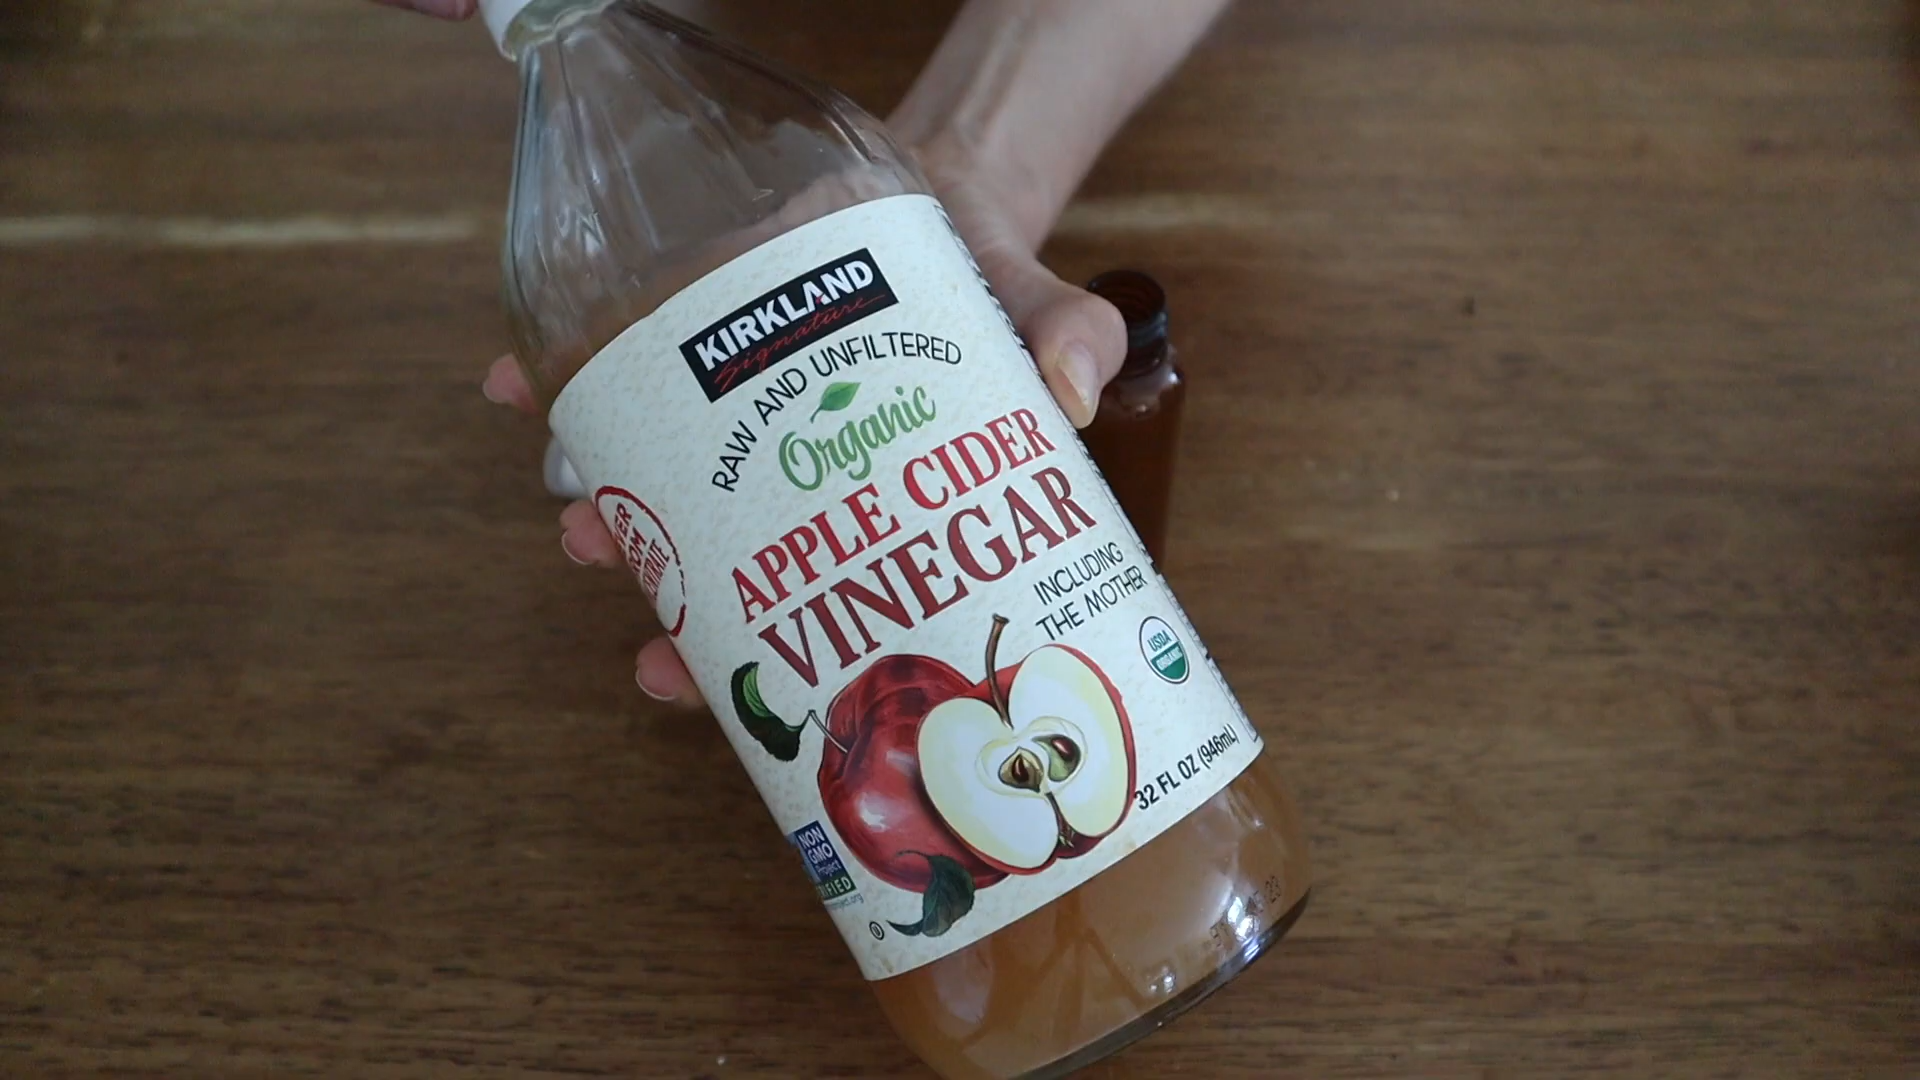 KIRKLAND
Signature
RAW AND UNFILTERED
Organic
APPLE CIDER
VINEGAR
INCLUDING
THE MOTHER
USDA
ORGANIC
32 FL OZ (946mL)
NON
GMO
Project